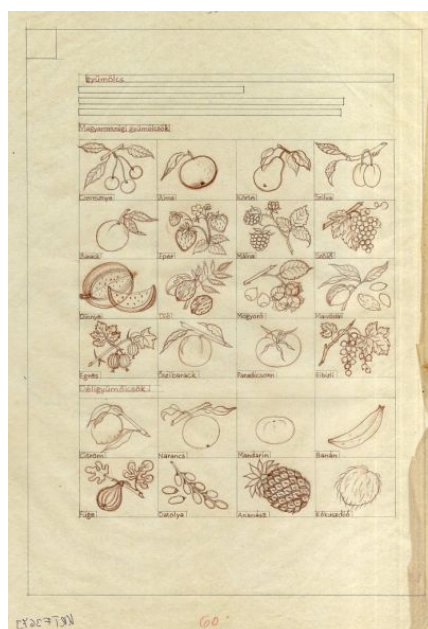 Gyümölcs
Magyarországi gyümölcsök
Cseresznye Alma Körte Szilva
Barack Eper Málna Szőlő
Dinnye Dió Mogyoró Mandula
Egres Őszibarack Paradicsom Ribizli
Déligyümölcsök
Citrom Narancs Mandarin Banán
Füge Datolya Ananász Kókuszdió
60